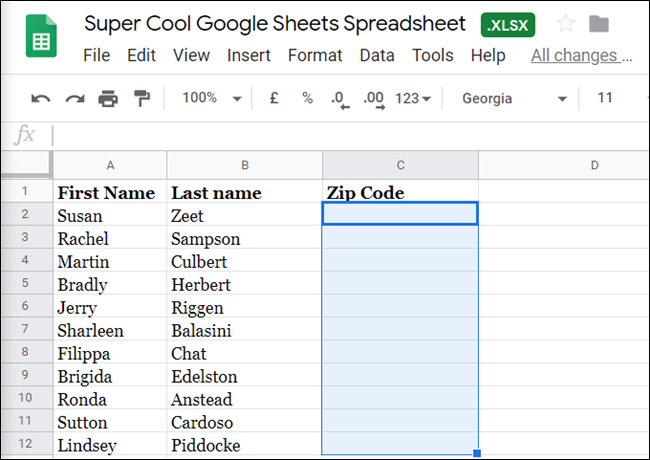 Super Cool Google Sheets Spreadsheet .XLSX
File Edit View Insert Format Data Tools Help All changes ...
100% £ % .0 .00 123 Georgia 11
fx
A B C D
1 First Name Last name Zip Code
2 Susan Zeet
3 Rachel Sampson
4 Martin Culbert
5 Bradly Herbert
6 Jerry Riggen
7 Sharleen Balasini
8 Filippa Chat
9 Brigida Edelston
10 Ronda Anstead
11 Sutton Cardoso
12 Lindsey Piddocke